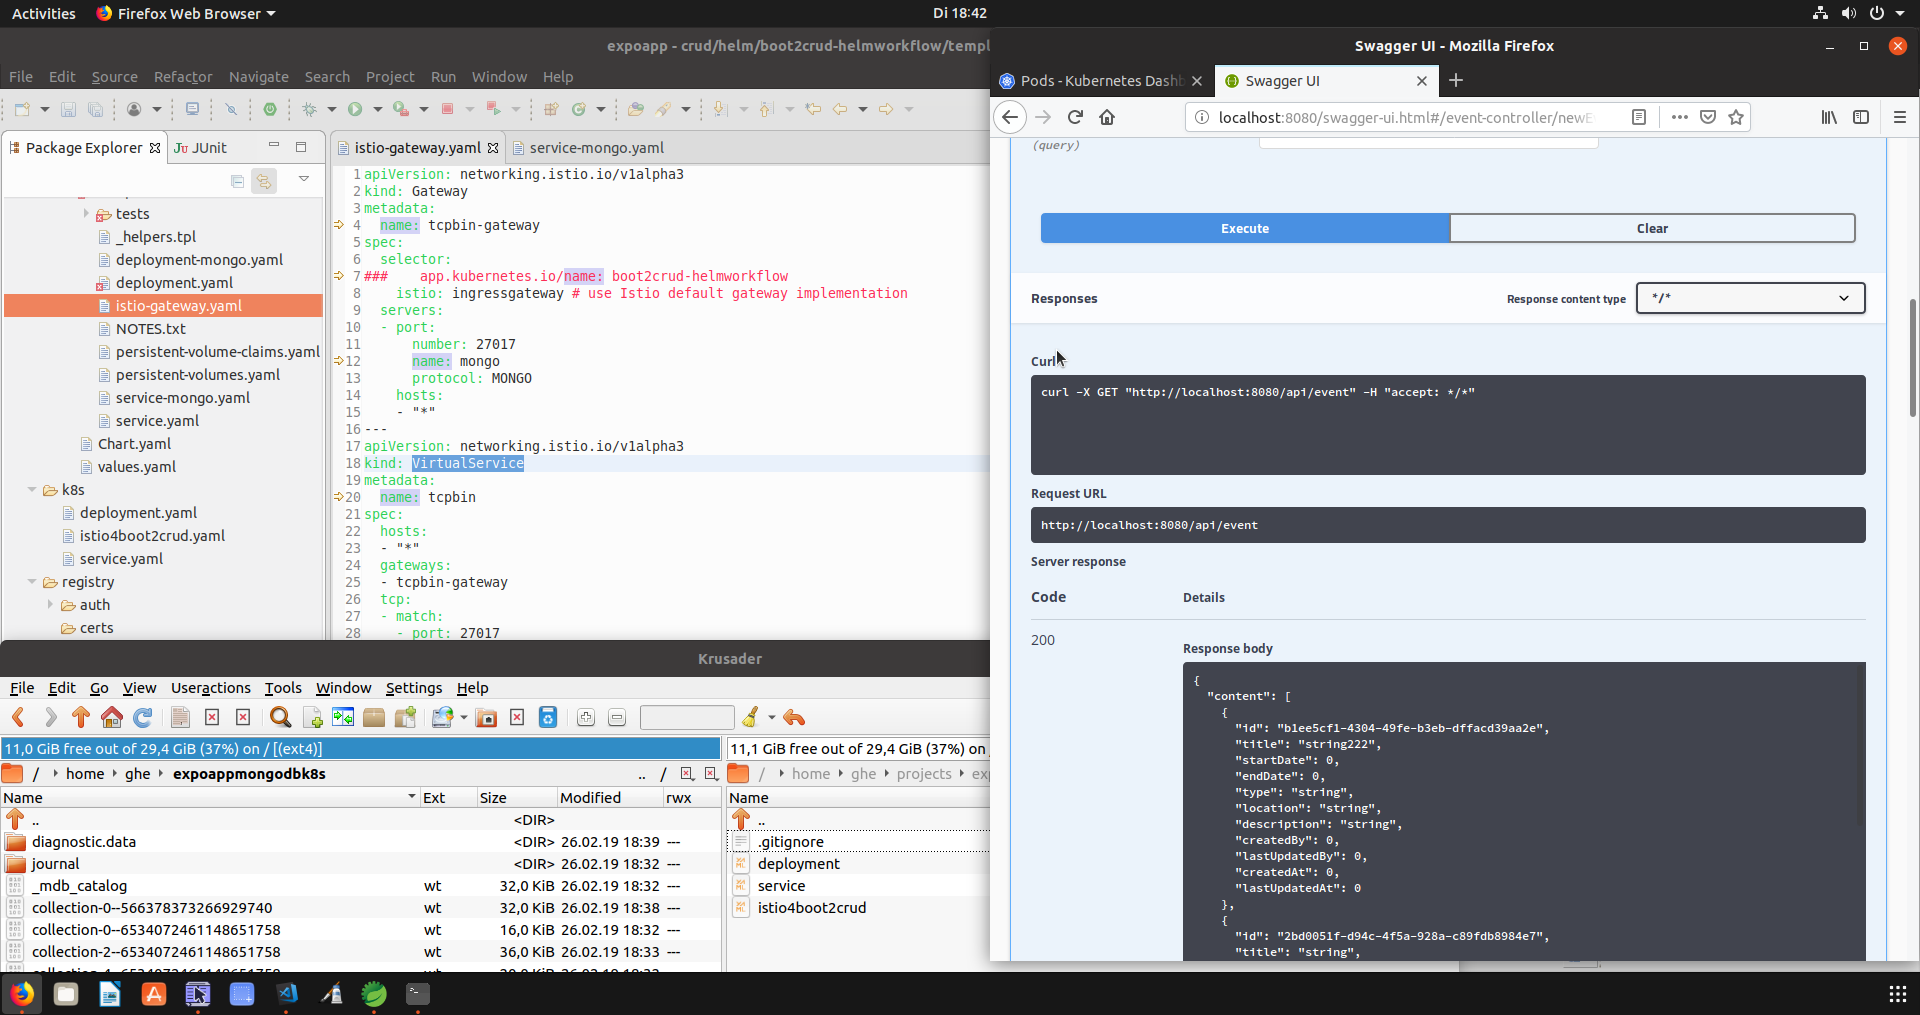 Activities
Firefox Web Browser
Di 18:42
expoapp - crud/helm/boot2crud-helmworkflow/templ
File Edit Source Refactor Navigate Search Project Run Window Help
Package Explorer
JUnit
tests
_helpers.tpl
deployment-mongo.yaml
deployment.yaml
istio-gateway.yaml
NOTES.txt
persistent-volume-claims.yaml
persistent-volumes.yaml
service-mongo.yaml
service.yaml
Chart.yaml
values.yaml
k8s
deployment.yaml
istio4boot2crud.yaml
service.yaml
registry
auth
certs
istio-gateway.yaml
service-mongo.yaml
1 apiVersion: networking.istio.io/v1alpha3
2 kind: Gateway
3 metadata:
4 name: tcpbin-gateway
5 spec:
6 selector:
7 ### app.kubernetes.io/name: boot2crud-helmworkflow
8 istio: ingressgateway # use Istio default gateway implementation
9 servers:
10 - port:
11 number: 27017
12 name: mongo
13 protocol: MONGO
14 hosts:
15 - "*"
16 ---
17 apiVersion: networking.istio.io/v1alpha3
18 kind: VirtualService
19 metadata:
20 name: tcpbin
21 spec:
22 hosts:
23 - "*"
24 gateways:
25 - tcpbin-gateway
26 tcp:
27 - match:
28 - port: 27017
Krusader
File Edit Go View Useractions Tools Window Settings Help
11,0 GiB free out of 29,4 GiB (37%) on / [(ext4)]
/ home ghe expoappmongodbk8s .. /
Name Ext Size Modified rwx
.. <DIR>
diagnostic.data <DIR> 26.02.19 18:39 ---
journal <DIR> 26.02.19 18:32 ---
_mdb_catalog wt 32,0 KiB 26.02.19 18:32 ---
collection-0--566378373266929740 wt 32,0 KiB 26.02.19 18:38 ---
collection-0--6534072461148651758 wt 16,0 KiB 26.02.19 18:32 ---
collection-2--6534072461148651758 wt 36,0 KiB 26.02.19 18:33 ---
11,1 GiB free out of 29,4 GiB (37%) on
/ home ghe projects
Name
..
.gitignore
deployment
service
istio4boot2crud
Swagger UI - Mozilla Firefox
Pods - Kubernetes Dashb
Swagger UI
localhost:8080/swagger-ui.html#/event-controller/newE
(query)
Execute
Clear
Responses
Response content type
*/*
Curl
curl -X GET "http://localhost:8080/api/event" -H "accept: */*"
Request URL
http://localhost:8080/api/event
Server response
Code
Details
200
Response body
{
"content": [
{
"id": "b1ee5cf1-4304-49fe-b3eb-dffacd39aa2e",
"title": "string222",
"startDate": 0,
"endDate": 0,
"type": "string",
"location": "string",
"description": "string",
"createdBy": 0,
"lastUpdatedBy": 0,
"createdAt": 0,
"lastUpdatedAt": 0
},
{
"id": "2bd0051f-d94c-4f5a-928a-c89fdb8984e7",
"title": "string",